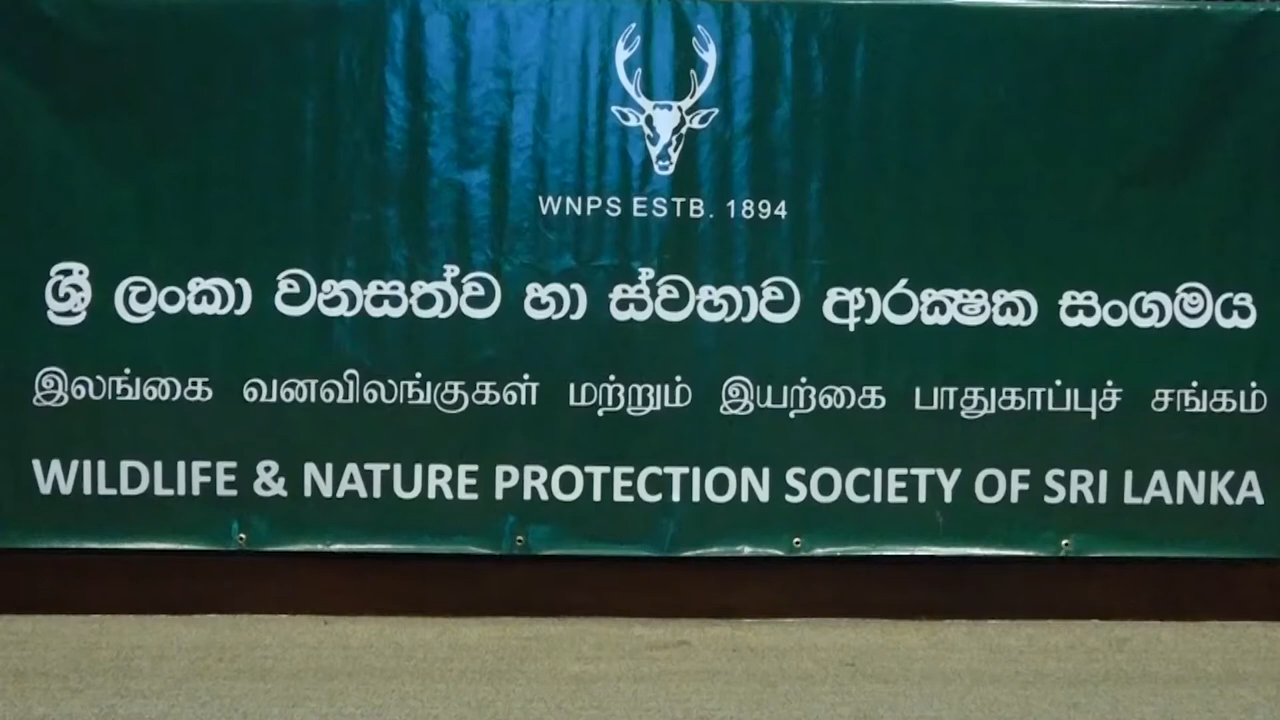 WNPS ESTB. 1894
ශ්‍රී ලංකා වනසත්ව හා ස්වභාව ආරක්ෂක සංගමය
இலங்கை வனவிலங்குகள் மற்றும் இயற்கை பாதுகாப்புச் சங்கம்
WILDLIFE & NATURE PROTECTION SOCIETY OF SRI LANKA